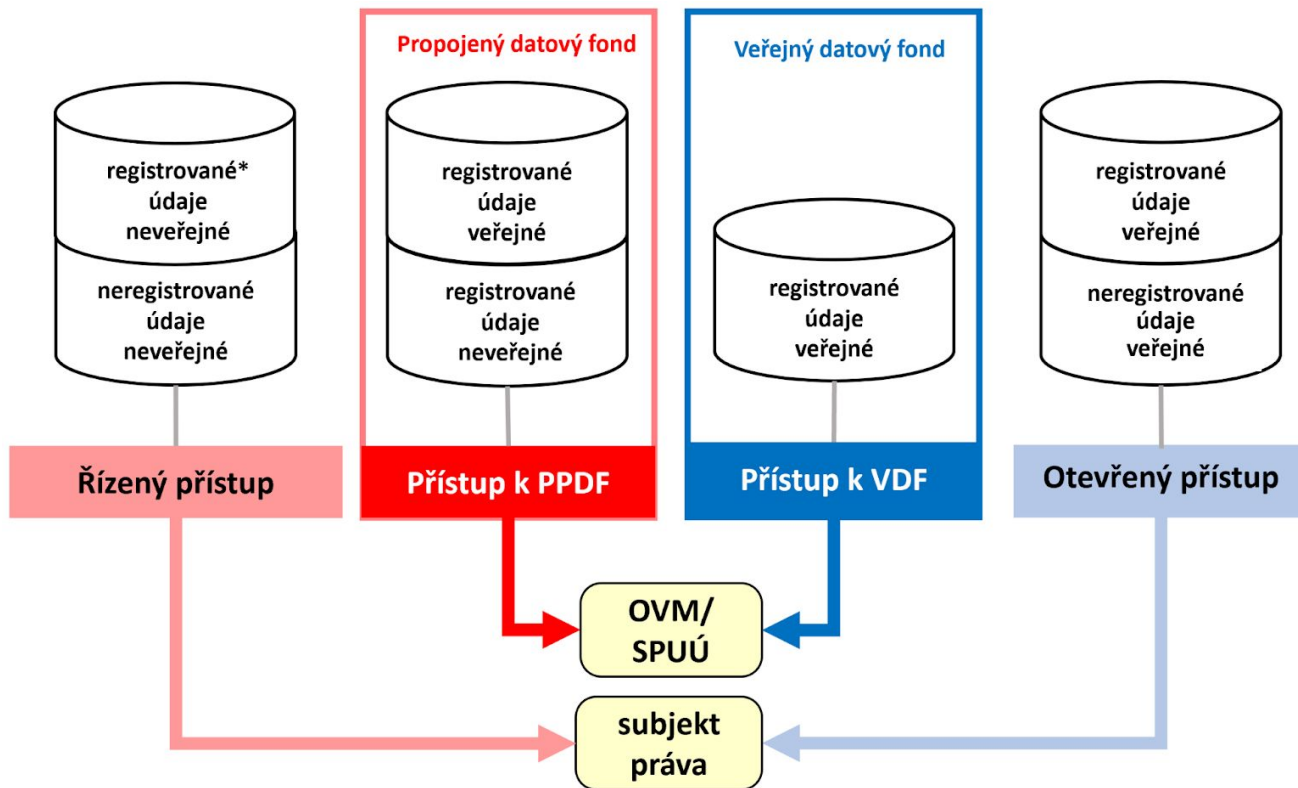 Propojený datový fond
Veřejný datový fond
registrované*
údaje
neveřejné
neregistrované
údaje
neveřejné
registrované
údaje
veřejné
registrované
údaje
neveřejné
registrované
údaje
veřejné
registrované
údaje
veřejné
neregistrované
údaje
veřejné
Řízený přístup
Přístup k PPDF
Přístup k VDF
Otevřený přístup
OVM/
SPUÚ
subjekt
práva